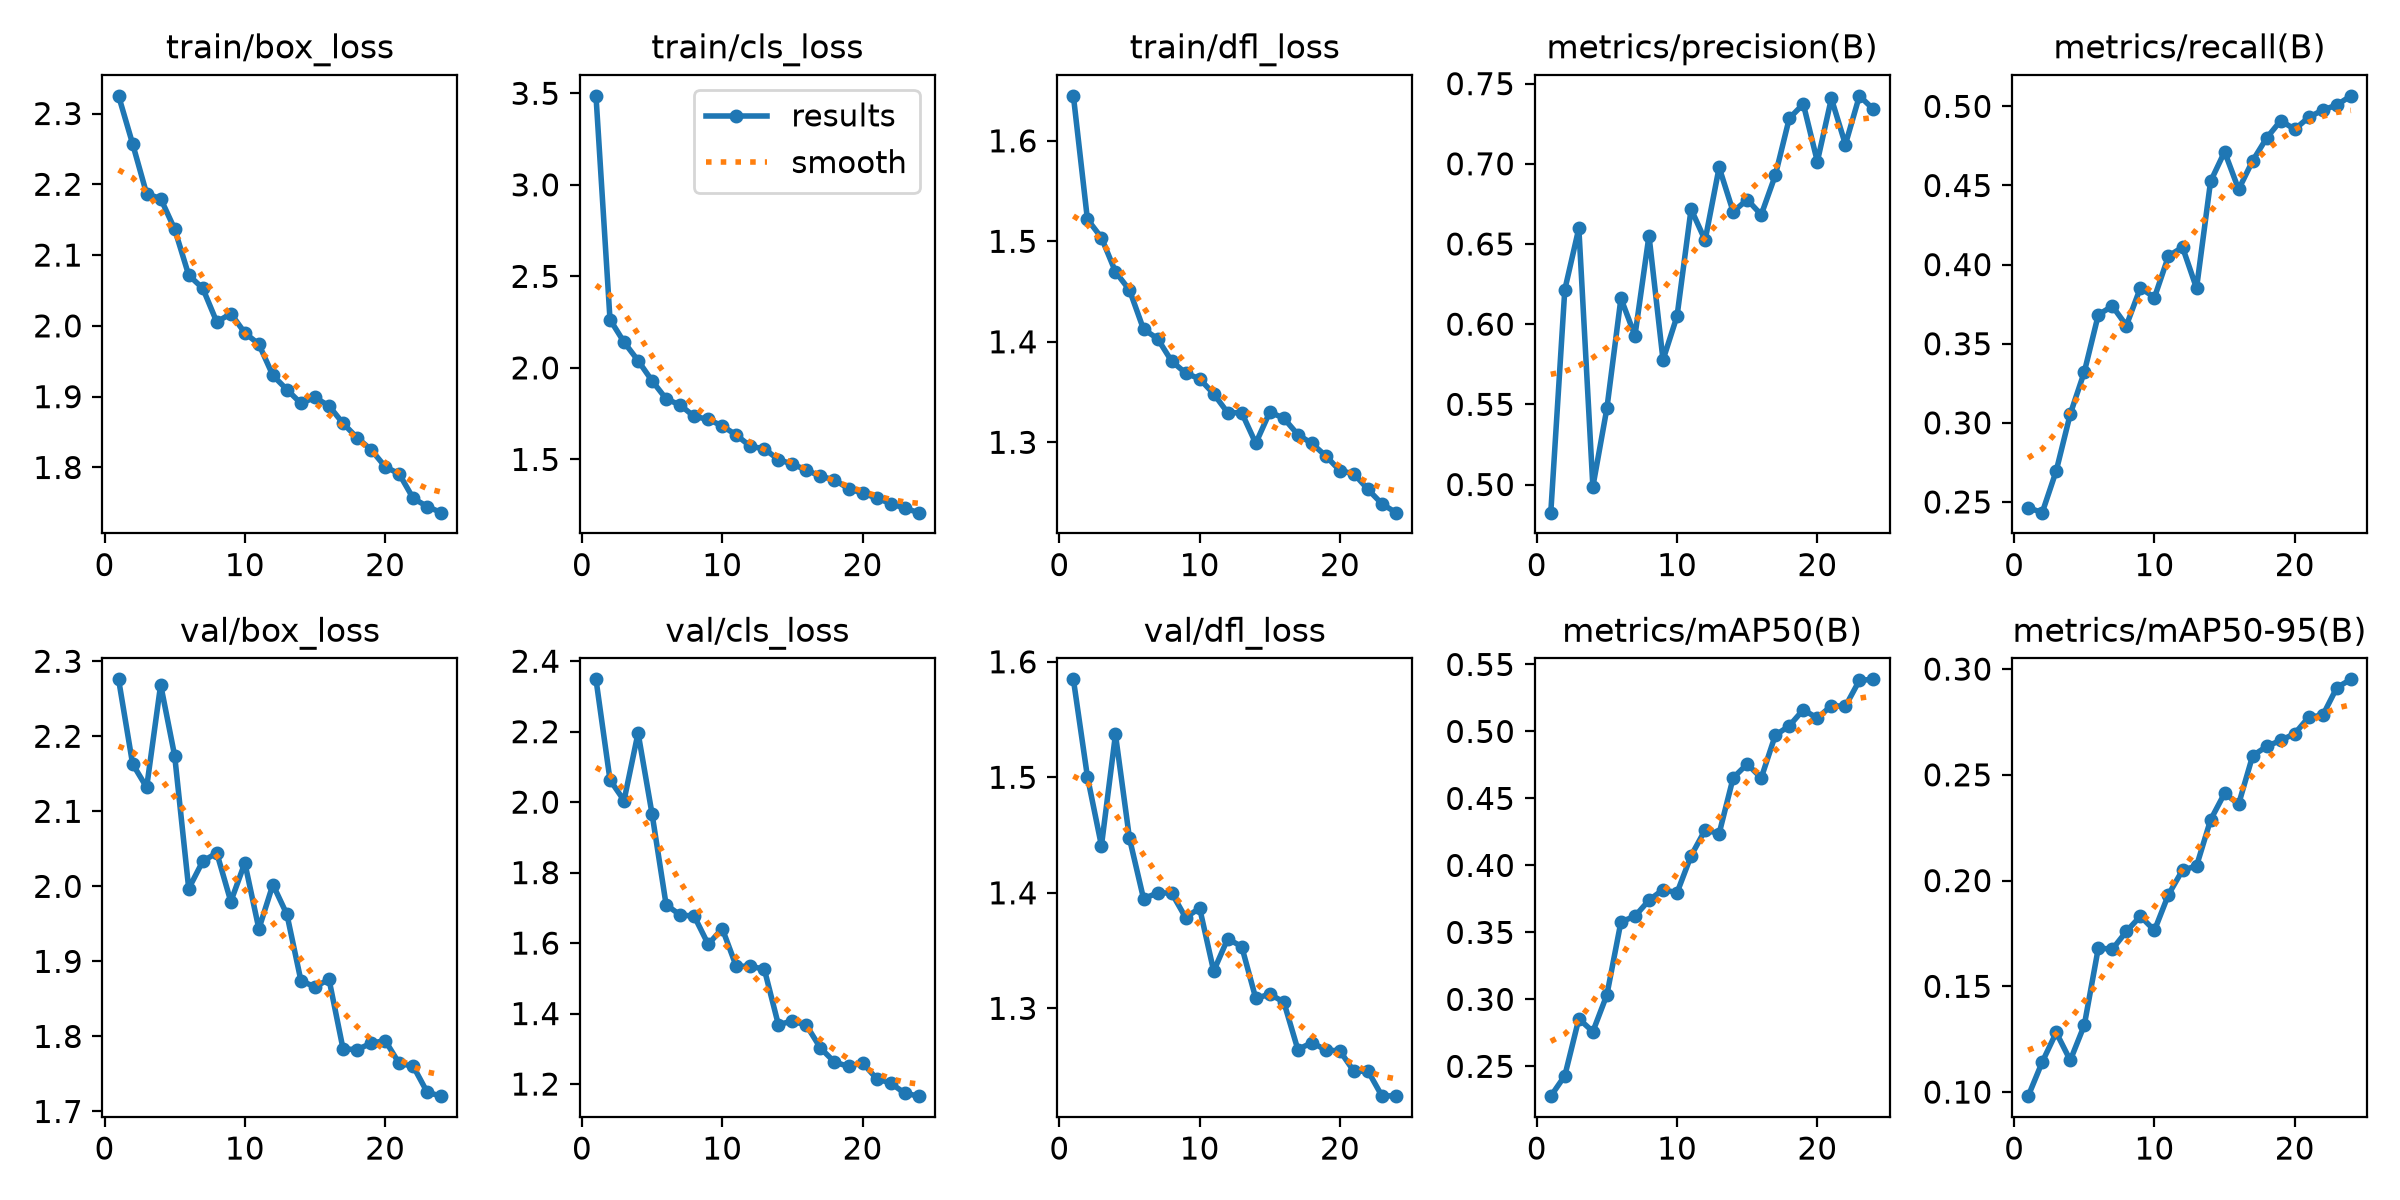 train/box_loss
2.3
2.2
2.1
2.0
1.9
1.8
0 10 20
train/cls_loss
results
smooth
3.5
3.0
2.5
2.0
1.5
0 10 20
train/dfl_loss
1.6
1.5
1.4
1.3
0 10 20
metrics/precision(B)
0.75
0.70
0.65
0.60
0.55
0.50
0 10 20
metrics/recall(B)
0.50
0.45
0.40
0.35
0.30
0.25
0 10 20
val/box_loss
2.3
2.2
2.1
2.0
1.9
1.8
1.7
0 10 20
val/cls_loss
2.4
2.2
2.0
1.8
1.6
1.4
1.2
0 10 20
val/dfl_loss
1.6
1.5
1.4
1.3
0 10 20
metrics/mAP50(B)
0.55
0.50
0.45
0.40
0.35
0.30
0.25
0 10 20
metrics/mAP50-95(B)
0.30
0.25
0.20
0.15
0.10
0 10 20